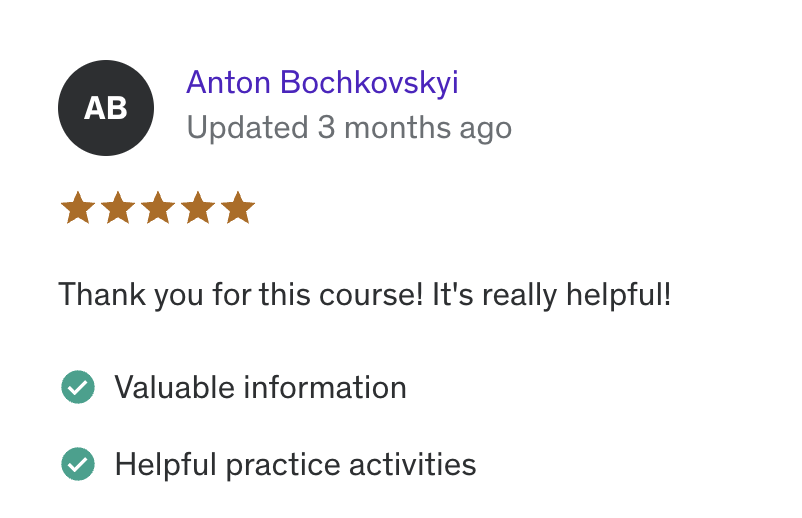 AB
Anton Bochkovskyi
Updated 3 months ago
Thank you for this course! It's really helpful!
Valuable information
Helpful practice activities